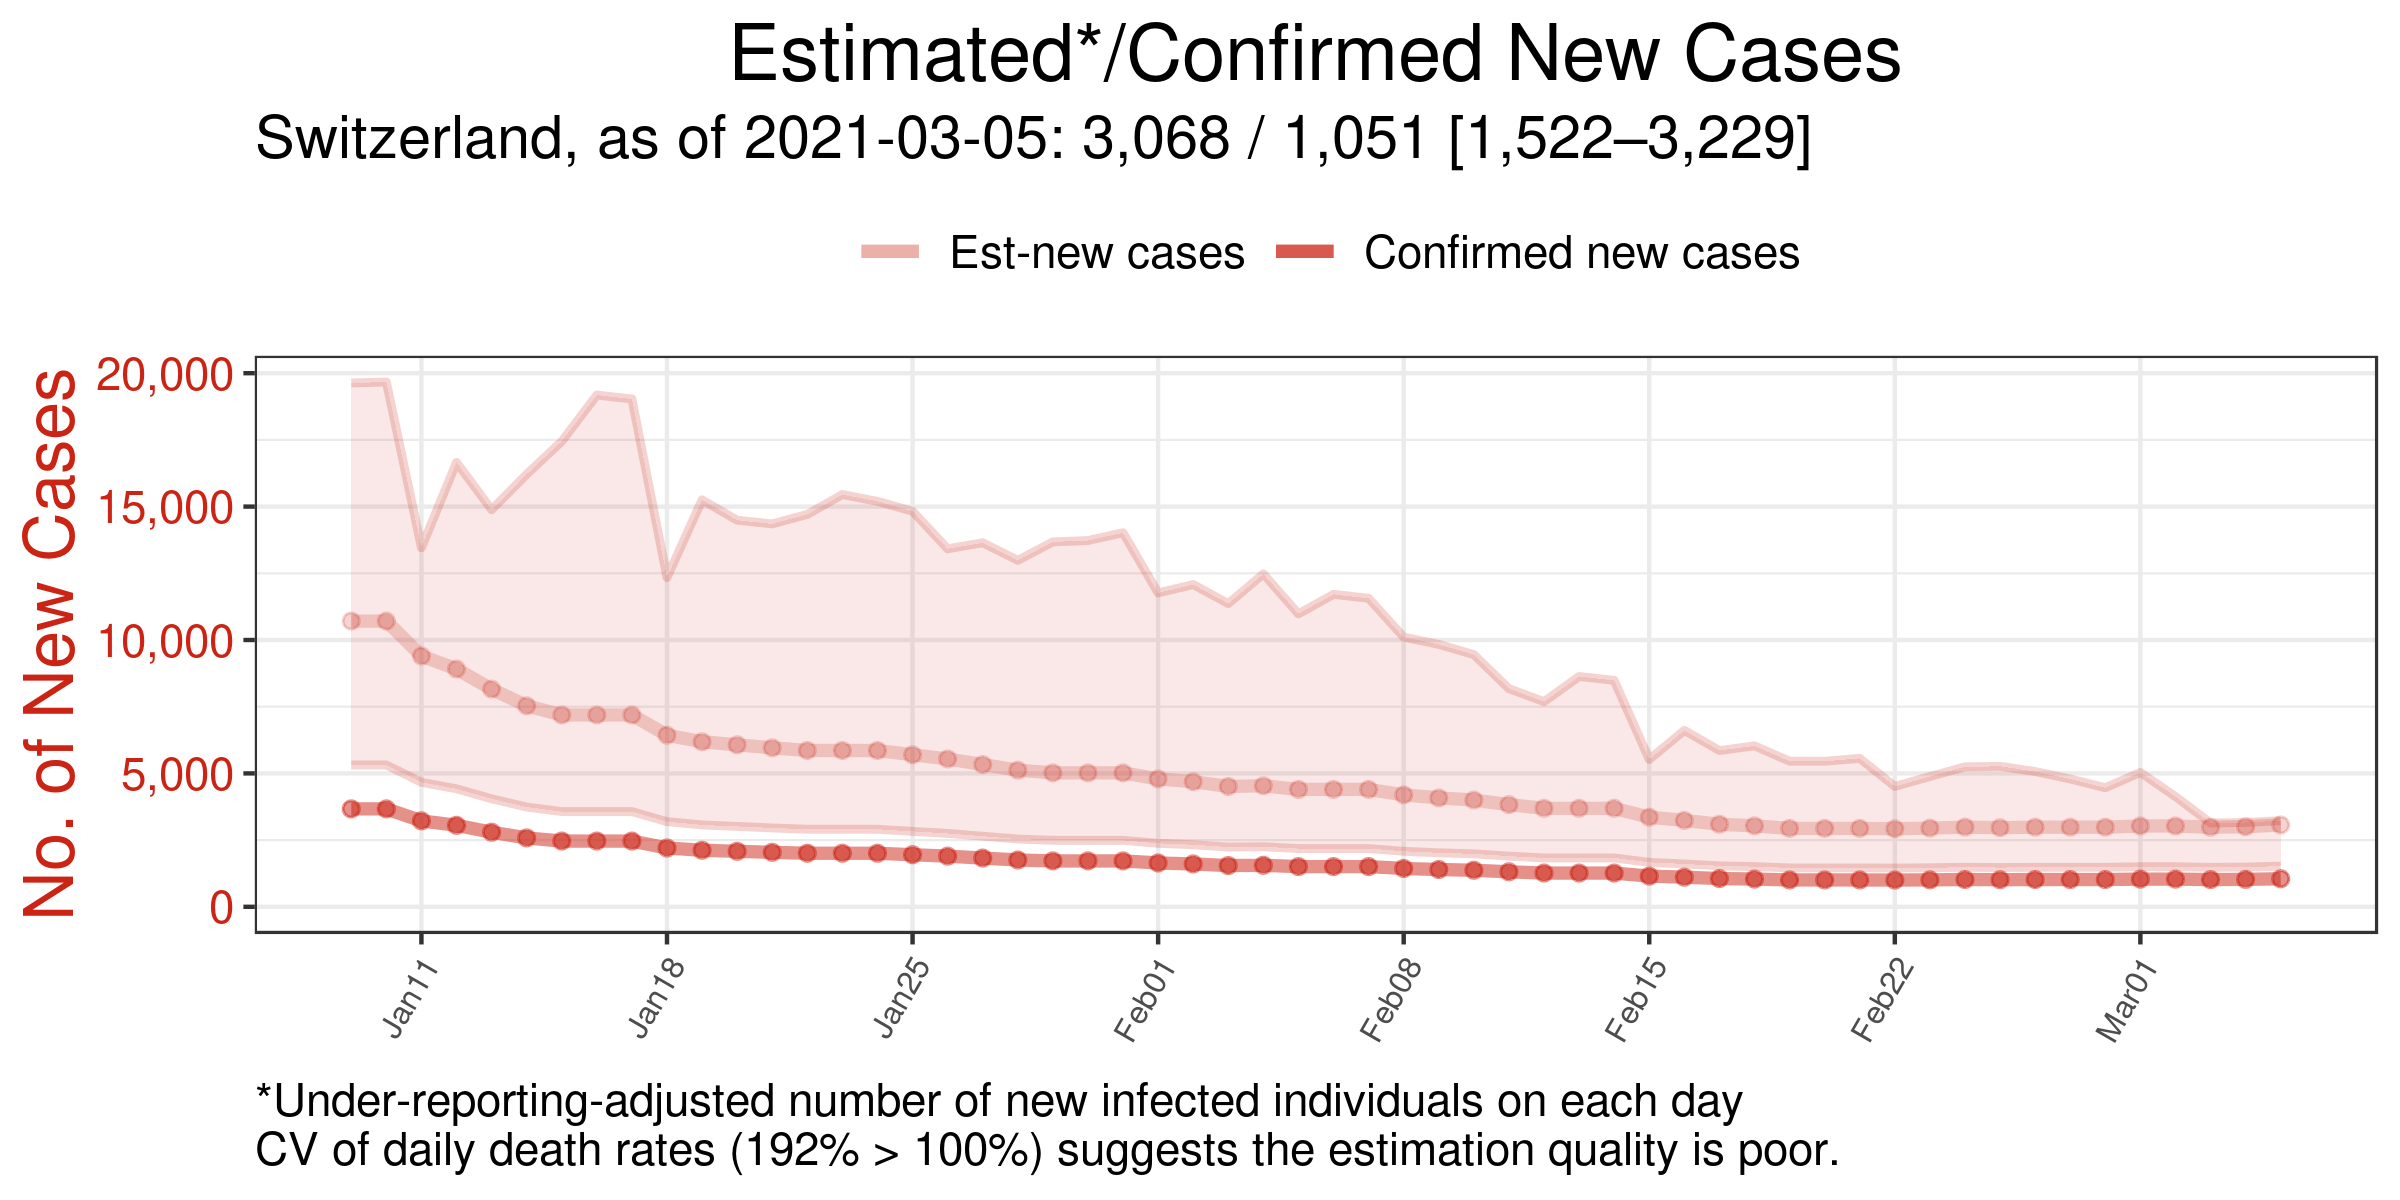 Estimated*/Confirmed New Cases
Switzerland, as of 2021-03-05: 3,068 / 1,051 [1,522–3,229]
Est-new cases
Confirmed new cases
No. of New Cases
20,000
15,000
10,000
5,000
0
Jan11
Jan18
Jan25
Feb01
Feb08
Feb15
Feb22
Mar01
*Under-reporting-adjusted number of new infected individuals on each day
CV of daily death rates (192% > 100%) suggests the estimation quality is poor.